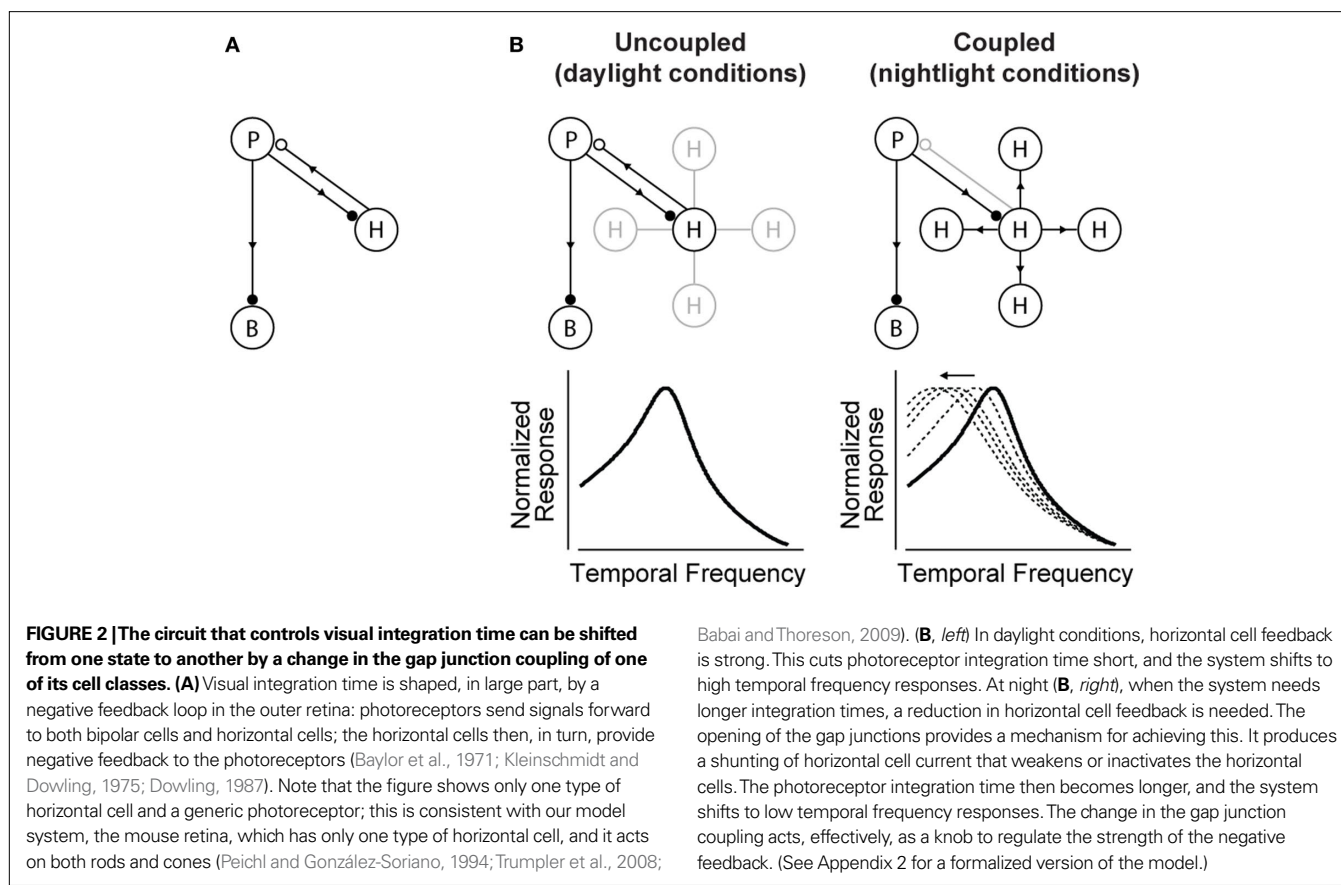 A
B
Uncoupled
(daylight conditions)
Coupled
(nightlight conditions)
P
H
B
P
H
H
H
H
H
B
P
H
H
H
H
H
B
Normalized
Response
Temporal Frequency
Normalized
Response
Temporal Frequency
FIGURE 2 | The circuit that controls visual integration time can be shifted
from one state to another by a change in the gap junction coupling of one
of its cell classes. (A) Visual integration time is shaped, in large part, by a
negative feedback loop in the outer retina: photoreceptors send signals forward
to both bipolar cells and horizontal cells; the horizontal cells then, in turn, provide
negative feedback to the photoreceptors (Baylor et al., 1971; Kleinschmidt and
Dowling, 1975; Dowling, 1987). Note that the figure shows only one type of
horizontal cell and a generic photoreceptor; this is consistent with our model
system, the mouse retina, which has only one type of horizontal cell, and it acts
on both rods and cones (Peichl and González-Soriano, 1994; Trumpler et al., 2008;
Babai and Thoreson, 2009). (B, left) In daylight conditions, horizontal cell feedback
is strong. This cuts photoreceptor integration time short, and the system shifts to
high temporal frequency responses. At night (B, right), when the system needs
longer integration times, a reduction in horizontal cell feedback is needed. The
opening of the gap junctions provides a mechanism for achieving this. It produces
a shunting of horizontal cell current that weakens or inactivates the horizontal
cells. The photoreceptor integration time then becomes longer, and the system
shifts to low temporal frequency responses. The change in the gap junction
coupling acts, effectively, as a knob to regulate the strength of the negative
feedback. (See Appendix 2 for a formalized version of the model.)